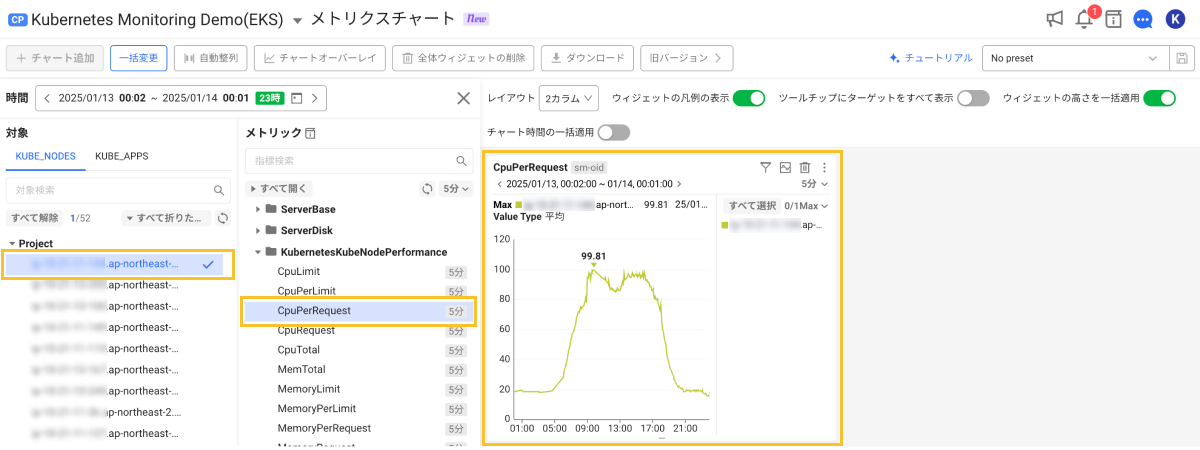 CP Kubernetes Monitoring Demo(EKS) メトリクスチャート New
1
K
チャート追加
一括変更
自動整列
チャートオーバーレイ
全体ウィジェットの削除
ダウンロード
旧バージョン
チュートリアル
No preset
時間
2025/01/13 00:02 ~ 2025/01/14 00:01 23時
レイアウト
2カラム
ウィジェットの凡例の表示
ツールチップにターゲットをすべて表示
ウィジェットの高さを一括適用
チャート時間の一括適用
対象
KUBE_NODES
KUBE_APPS
対象検索
すべて解除
1/52
すべて折りた...
Project
.ap-northeast-...
.ap-northeast-...
.ap-northeast-...
.ap-northeast-...
.ap-northeast-...
.ap-northeast-...
.ap-northeast-...
.ap-northeast-2....
.ap-northeast-...
メトリック
指標検索
すべて開く
5分
ServerBase
ServerDisk
KubernetesKubeNodePerformance
CpuLimit 5分
CpuPerLimit 5分
CpuPerRequest 5分
CpuRequest 5分
CpuTotal 5分
MemTotal 5分
MemoryLimit 5分
MemoryPerLimit 5分
MemoryPerRequest 5分
MemoryRequest 5分
CpuPerRequest sm-oid
2025/01/13, 00:02:00 ~ 01/14, 00:01:00
5分
Max
.ap-nort...
99.81
25/01...
Value Type 平均
すべて選択
0/1Max
.ap-...
120
100
80
60
40
20
0
99.81
01:00
05:00
09:00
13:00
17:00
21:00